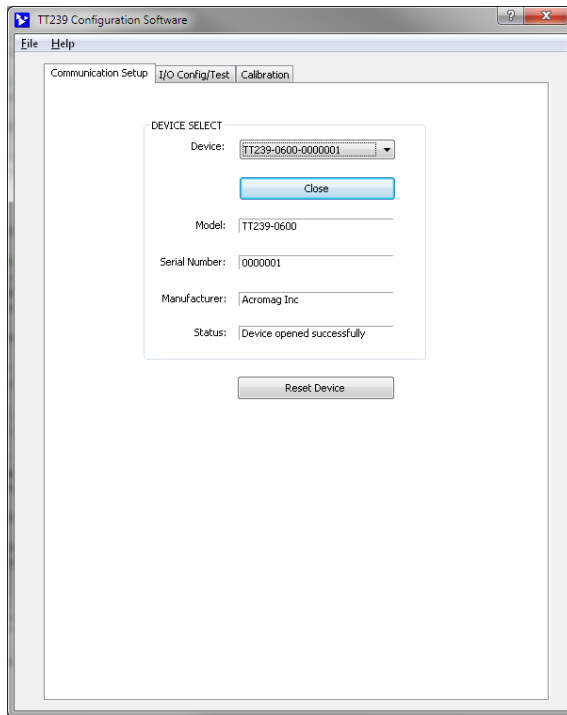 TT239 Configuration Software
File Help
Communication Setup I/O Config/Test Calibration
DEVICE SELECT
Device: TT239-0600-0000001
Close
Model: TT239-0600
Serial Number: 0000001
Manufacturer: Acromag Inc
Status: Device opened successfully
Reset Device